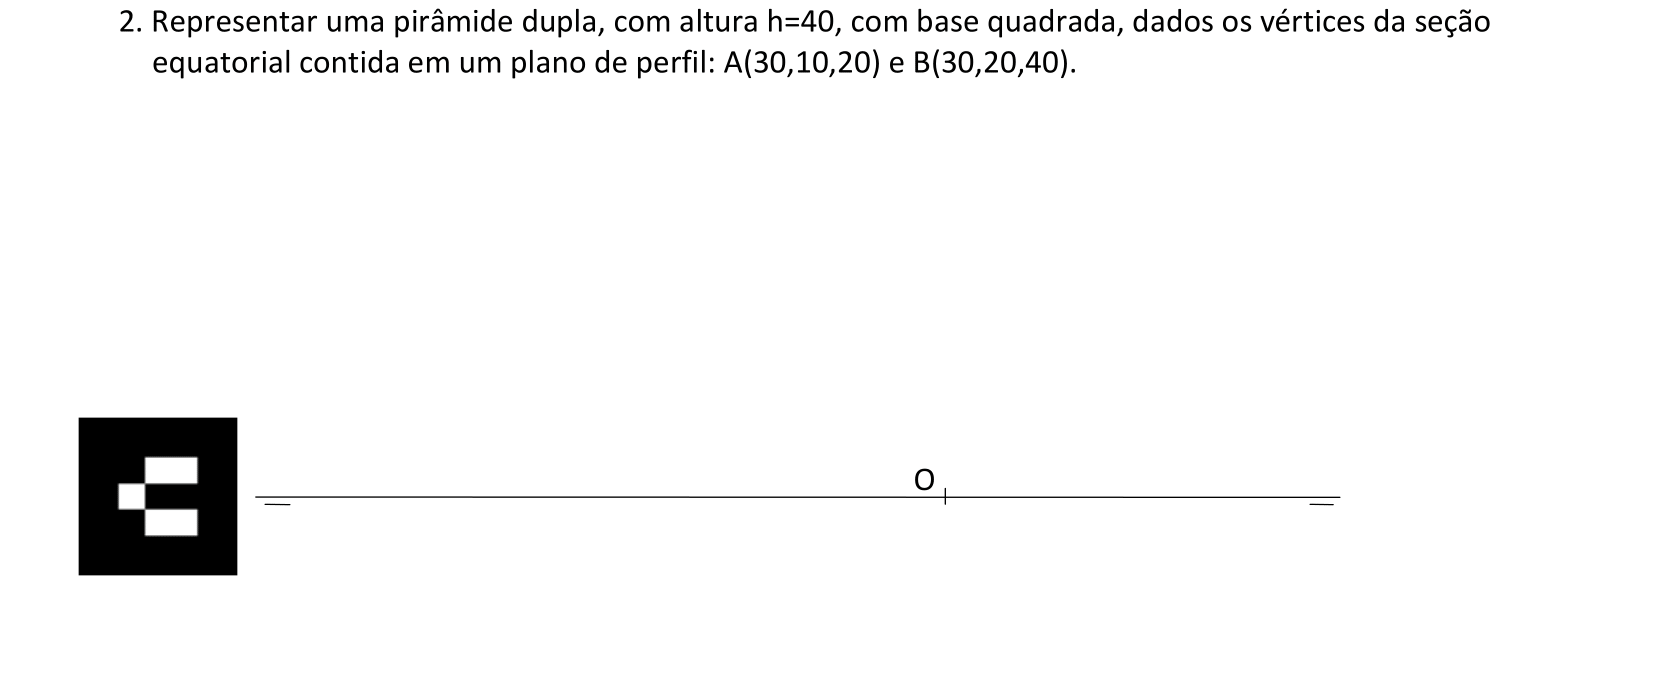 2. Representar uma pirâmide dupla, com altura h=40, com base quadrada, dados os vértices da seção
equatorial contida em um plano de perfil: A(30,10,20) e B(30,20,40).
O